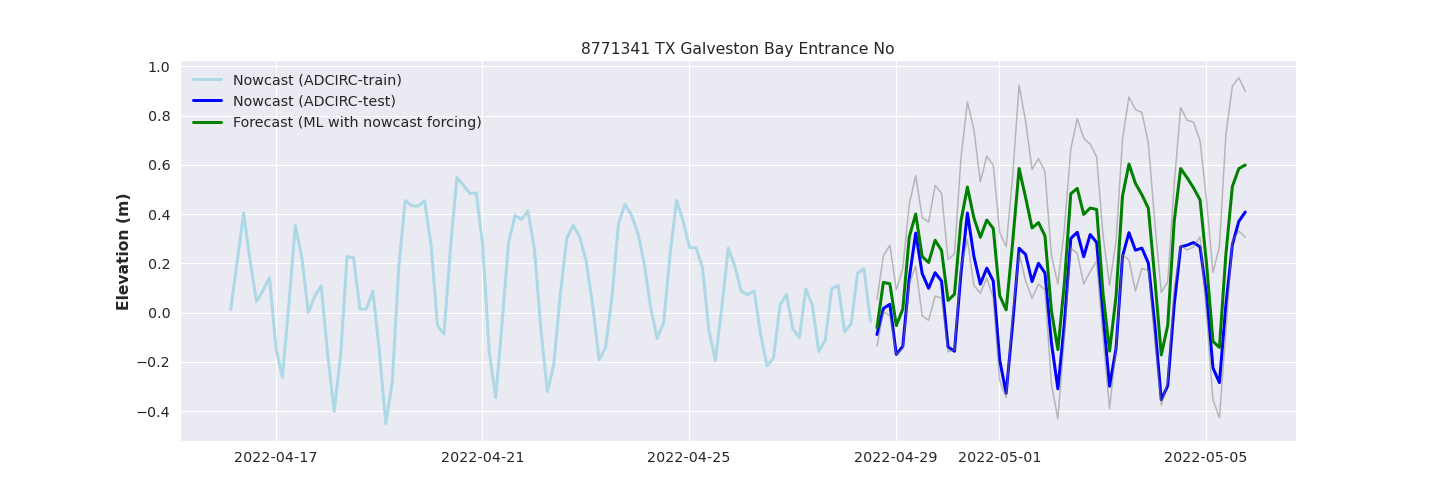 8771341 TX Galveston Bay Entrance No
Nowcast (ADCIRC-train)
Nowcast (ADCIRC-test)
Forecast (ML with nowcast forcing)
Elevation (m)
1.0
0.8
0.6
0.4
0.2
0.0
−0.2
−0.4
2022-04-17
2022-04-21
2022-04-25
2022-04-29
2022-05-01
2022-05-05